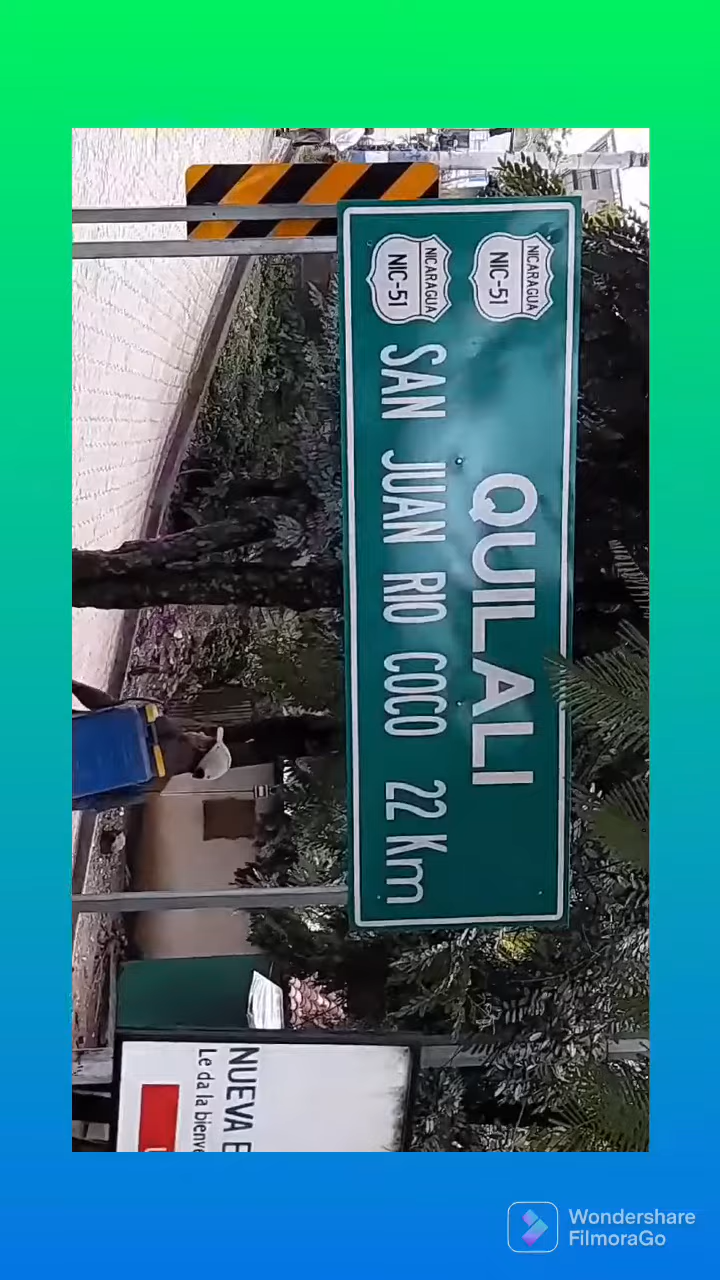 NICARAGUA
NIC-51
QUILALI
NICARAGUA
NIC-51
SAN JUAN RIO COCO 22 Km
NUEVA
Le da la
Wondershare
FilmoraGo